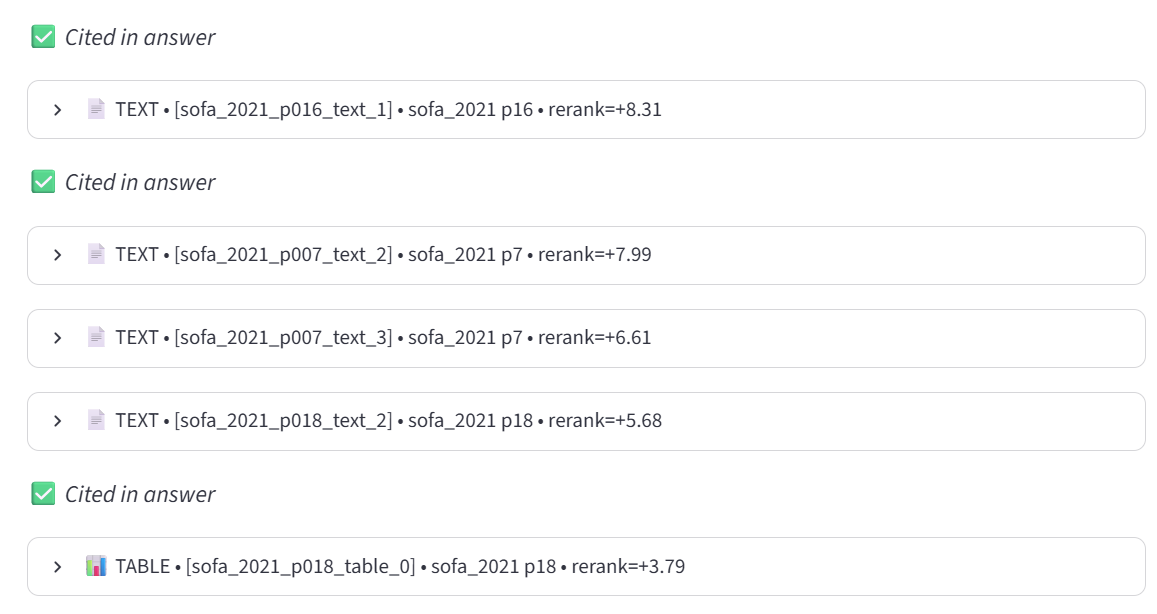 Cited in answer
TEXT • [sofa_2021_p016_text_1] • sofa_2021 p16 • rerank=+8.31
Cited in answer
TEXT • [sofa_2021_p007_text_2] • sofa_2021 p7 • rerank=+7.99
TEXT • [sofa_2021_p007_text_3] • sofa_2021 p7 • rerank=+6.61
TEXT • [sofa_2021_p018_text_2] • sofa_2021 p18 • rerank=+5.68
Cited in answer
TABLE • [sofa_2021_p018_table_0] • sofa_2021 p18 • rerank=+3.79